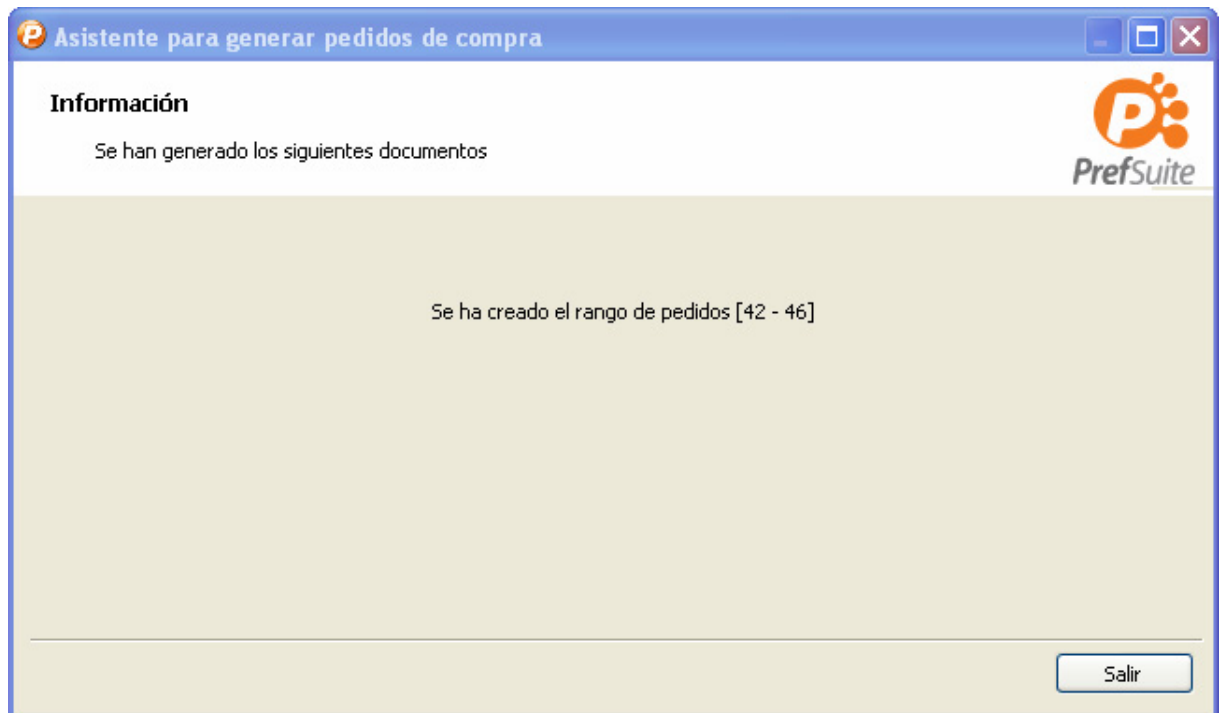 Asistente para generar pedidos de compra
Información
Se han generado los siguientes documentos
PrefSuite
Se ha creado el rango de pedidos [42 - 46]
Salir